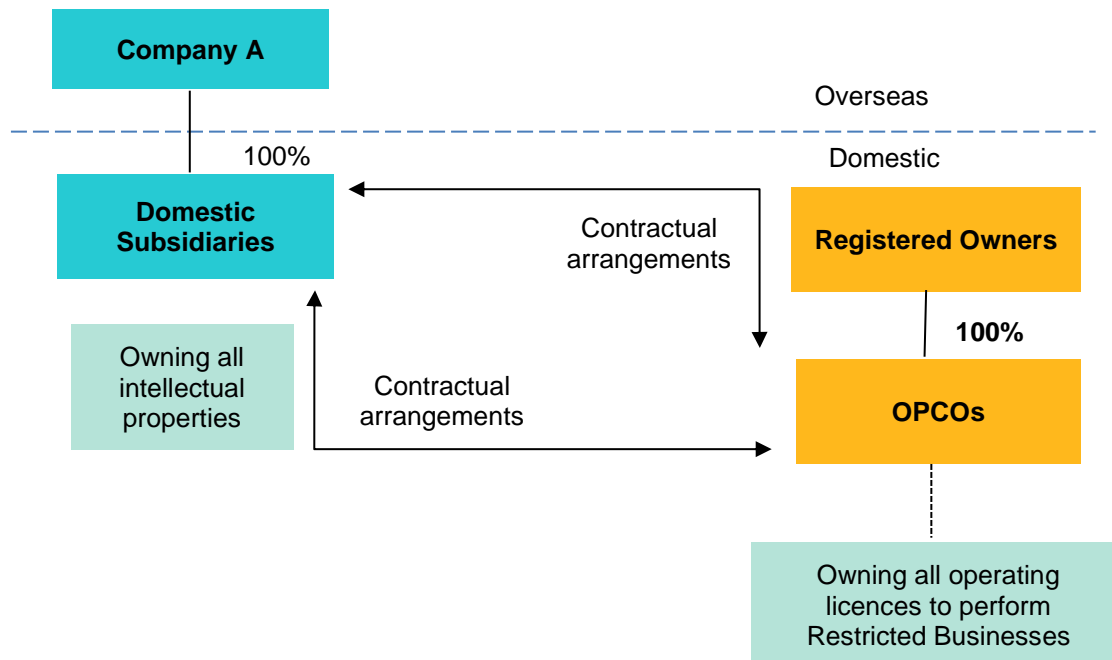 Company A
Overseas
100%
Domestic
Domestic
Subsidiaries
Registered Owners
Contractual
arrangements
100%
Owning all
intellectual
properties
Contractual
arrangements
OPCOs
Owning all operating
licences to perform
Restricted Businesses